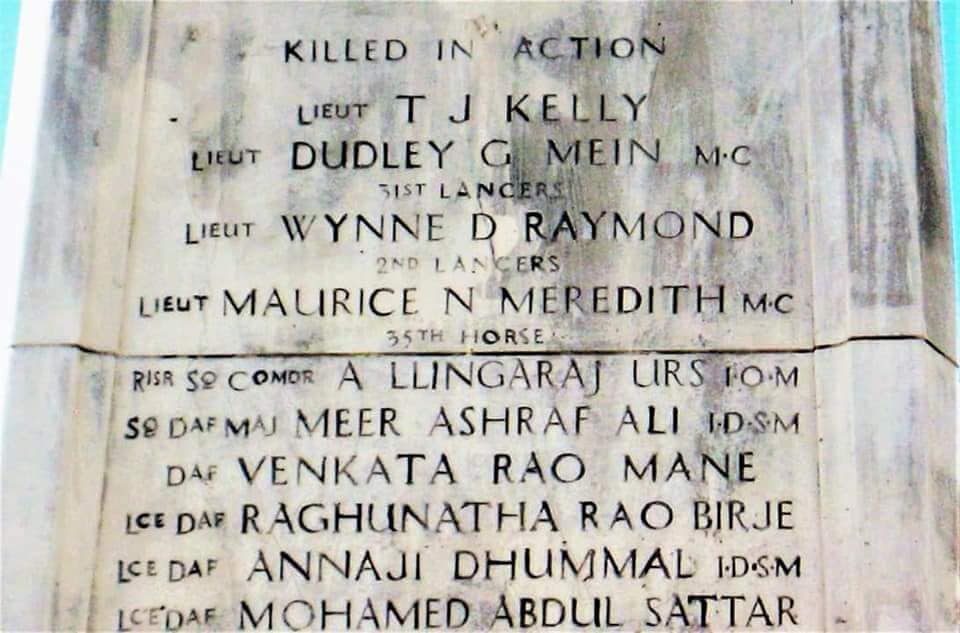 KILLED IN ACTION
LIEUT T J KELLY
LIEUT DUDLEY G MEIN M·C
31ST LANCERS
LIEUT WYNNE D RAYMOND
2ND LANCERS
LIEUT MAURICE N MEREDITH M·C
35TH HORSE
RISR SQ COMDR A LLINGARAJ URS I·O·M
SQ DAF MAJ MEER ASHRAF ALI I·D·S·M
DAF VENKATA RAO MANE
LCE DAF RAGHUNATHA RAO BIRJE
LCE DAF ANNAJI DHUMMAL I·D·S·M
LCE DAF MOHAMED ABDUL SATTAR